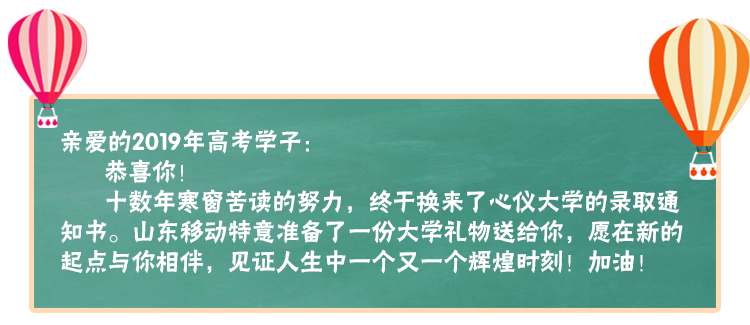 亲爱的2019年高考学子：
恭喜你！
十数年寒窗苦读的努力，终于换来了心仪大学的录取通
知书。山东移动特意准备了一份大学礼物送给你，愿在新的
起点与你相伴，见证人生中一个又一个辉煌时刻！加油！